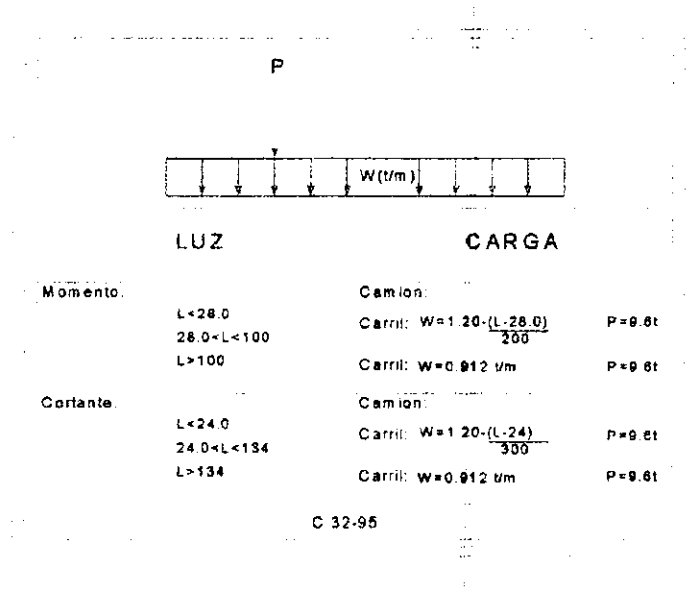 P
W(t/m)
LUZ CARGA
Momento. Camion:
L<28.0 Carril: W=1.20-(L-28.0) P=9.6t
28.0<L<100 200
L>100 Carril: W=0.912 t/m P=9.6t
Cortante. Camion:
L<24.0 Carril: W=1.20-(L-24) P=9.6t
24.0<L<134 300
L>134 Carril: W=0.912 t/m P=9.6t
C 32-95